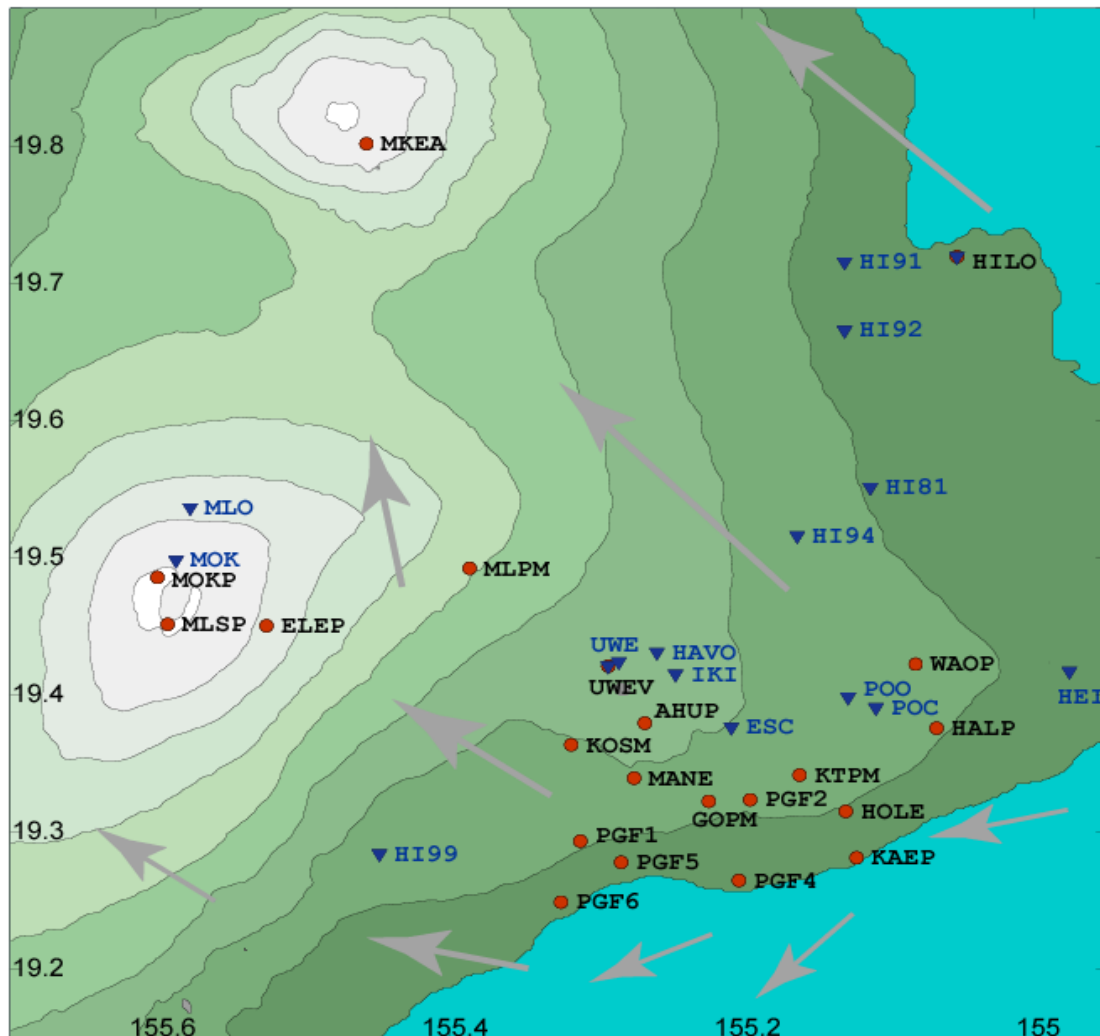 19.8
MKEA
HI91
HILO
19.7
HI92
19.6
HI81
MLO
HI94
19.5
MOK
MOKP
MLPM
MLSP
ELEP
UWE
HAVO
WAOP
IKI
UWEV
POO
HEI
19.4
POC
AHUP
ESC
HALP
KOSM
MANE
KTPM
PGF2
GOPM
HOLE
19.3
PGF1
HI99
PGF5
KAEP
PGF4
PGF6
19.2
155.6
155.4
155.2
155